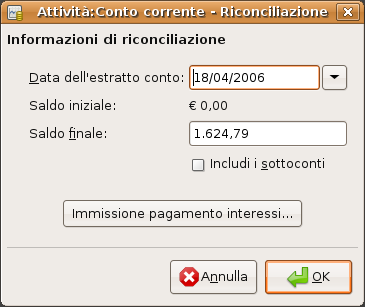 Attività:Conto corrente - Riconciliazione
Informazioni di riconciliazione
Data dell'estratto conto: 18/04/2006
Saldo iniziale: € 0,00
Saldo finale: 1.624,79
Includi i sottoconti
Immissione pagamento interessi...
Annulla OK